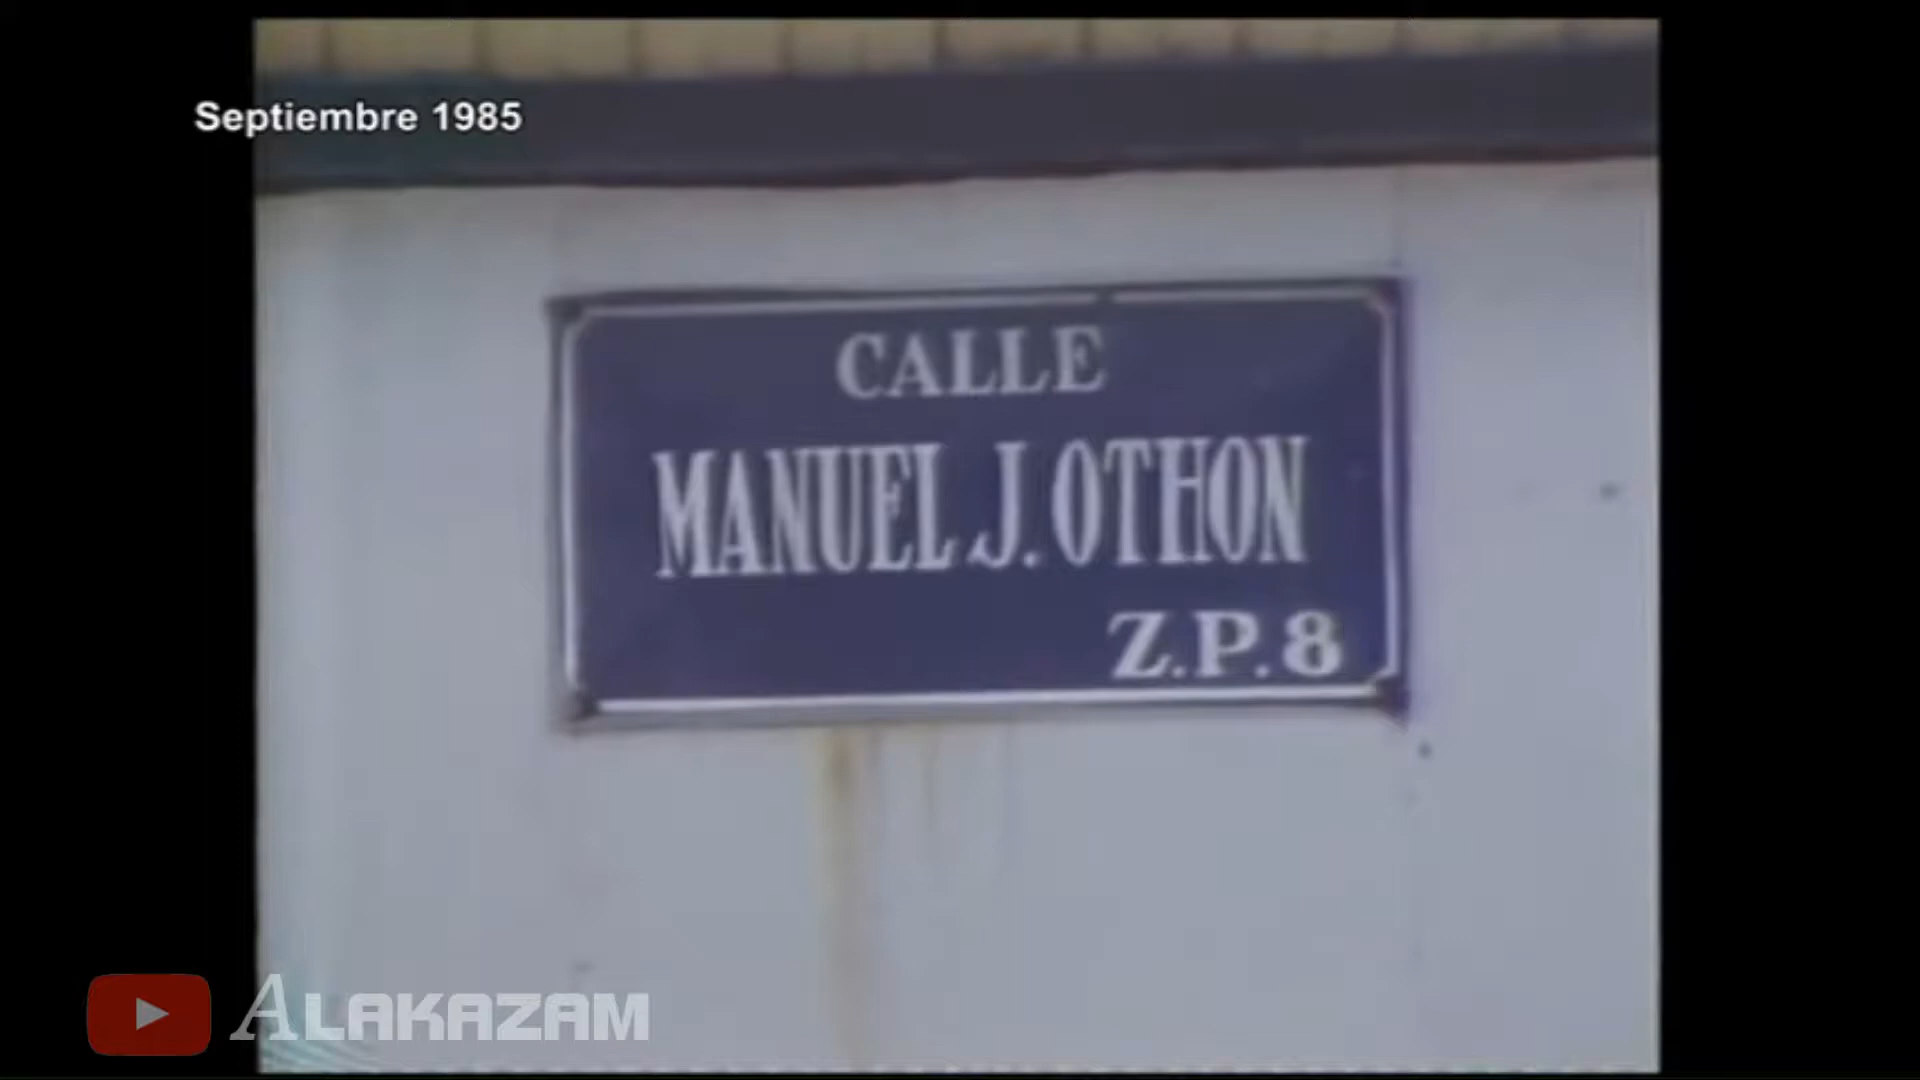 Septiembre 1985
CALLE
MANUEL J. OTHON
Z.P. 8
ALAKAZAM